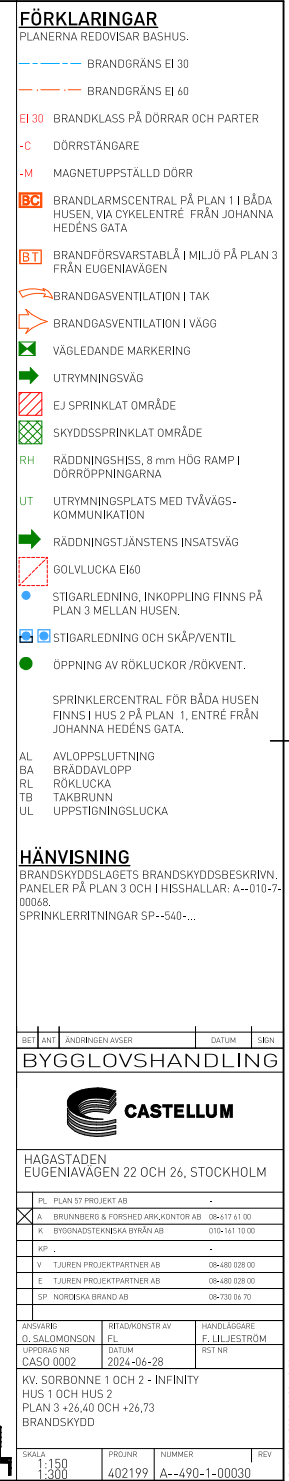 FÖRKLARINGAR
PLANERNA REDOVISAR BASHUS.
BRANDGRÄNS EI 30
BRANDGRÄNS EI 60
EI 30 BRANDKLASS PÅ DÖRRAR OCH PARTER
-C DÖRRSTÄNGARE
-M MAGNETUPPSTÄLLD DÖRR
BC BRANDLARMSCENTRAL PÅ PLAN 1 I BÅDA
HUSEN, VIA CYKELENTRÉ FRÅN JOHANNA
HEDÉNS GATA
BT BRANDFÖRSVARSTABLÅ I MILJÖ PÅ PLAN 3
FRÅN EUGENIAVÄGEN
BRANDGASVENTILATION I TAK
BRANDGASVENTILATION I VÄGG
VÄGLEDANDE MARKERING
UTRYMNINGSVÄG
EJ SPRINKLAT OMRÅDE
SKYDDSSPRINKLAT OMRÅDE
RH RÄDDNINGSHISS, 8 mm HÖG RAMP I
DÖRRÖPPNINGARNA
UT UTRYMNINGSPLATS MED TVÅVÄGS-
KOMMUNIKATION
RÄDDNINGSTJÄNSTENS INSATSVÄG
GOLVLUCKA EI60
STIGARLEDNING, INKOPPLING FINNS PÅ
PLAN 3 MELLAN HUSEN.
STIGARLEDNING OCH SKÅP/VENTIL
ÖPPNING AV RÖKLUCKOR /RÖKVENT.
SPRINKLERCENTRAL FÖR BÅDA HUSEN
FINNS I HUS 2 PÅ PLAN 1, ENTRÉ FRÅN
JOHANNA HEDÉNS GATA.
AL AVLOPPSLUFTNING
BA BRÄDDAVLOPP
RL RÖKLUCKA
TB TAKBRUNN
UL UPPSTIGNINGSLUCKA
HÄNVISNING
BRANDSKYDDSLAGETS BRANDSKYDDSBESKRIVN.
PANELER PÅ PLAN 3 OCH I HISSHALLAR: A--010-7-
00068.
SPRINKLERRITNINGAR SP--540-...
BET ANT ÄNDRINGEN AVSER DATUM SIGN
BYGGLOVSHANDLING
CASTELLUM
HAGASTADEN
EUGENIAVÄGEN 22 OCH 26, STOCKHOLM
PL PLAN 57 PROJEKT AB -
A BRUNNBERG & FORSHED ARK,KONTOR AB 08-617 61 00
K BYGGNADSTEKNISKA BYRÅN AB 010-161 10 00
KP . -
V TJUREN PROJEKTPARTNER AB 08-480 028 00
E TJUREN PROJEKTPARTNER AB 08-480 028 00
SP NORDISKA BRAND AB 08-730 06 70
ANSVARIG RITAD/KONSTR AV HANDLÄGGARE
O. SALOMONSON FL F. LILJESTRÖM
UPPDRAG NR DATUM RST NR
CASO 0002 2024-06-28
KV. SORBONNE 1 OCH 2 - INFINITY
HUS 1 OCH HUS 2
PLAN 3 +26,40 OCH +26,73
BRANDSKYDD
SKALA PROJNR NUMMER REV
1:150
1:300 402199 A--490-1-00030